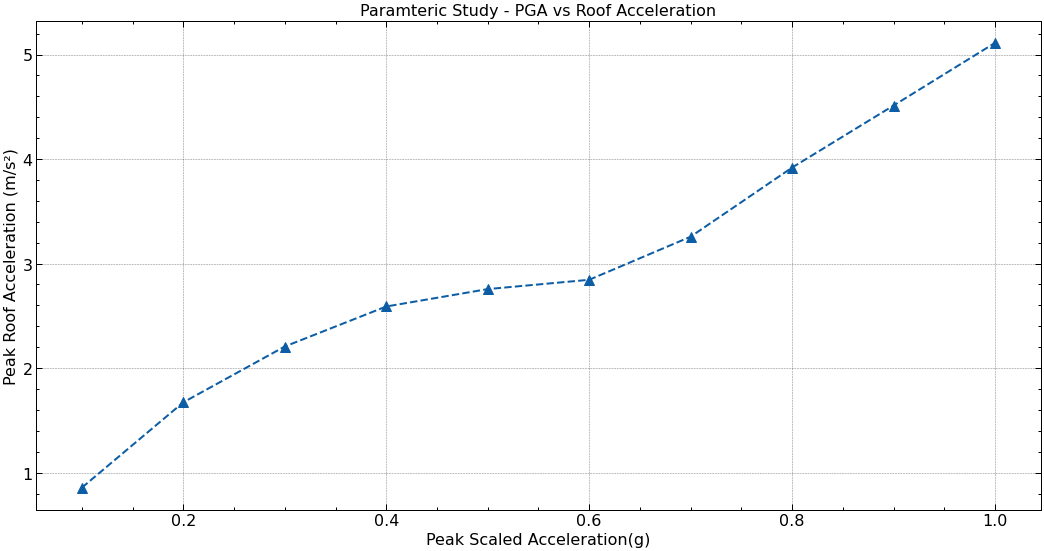 Paramteric Study - PGA vs Roof Acceleration
Peak Roof Acceleration (m/s²)
5
4
3
2
1
0.2 0.4 0.6 0.8 1.0
Peak Scaled Acceleration(g)